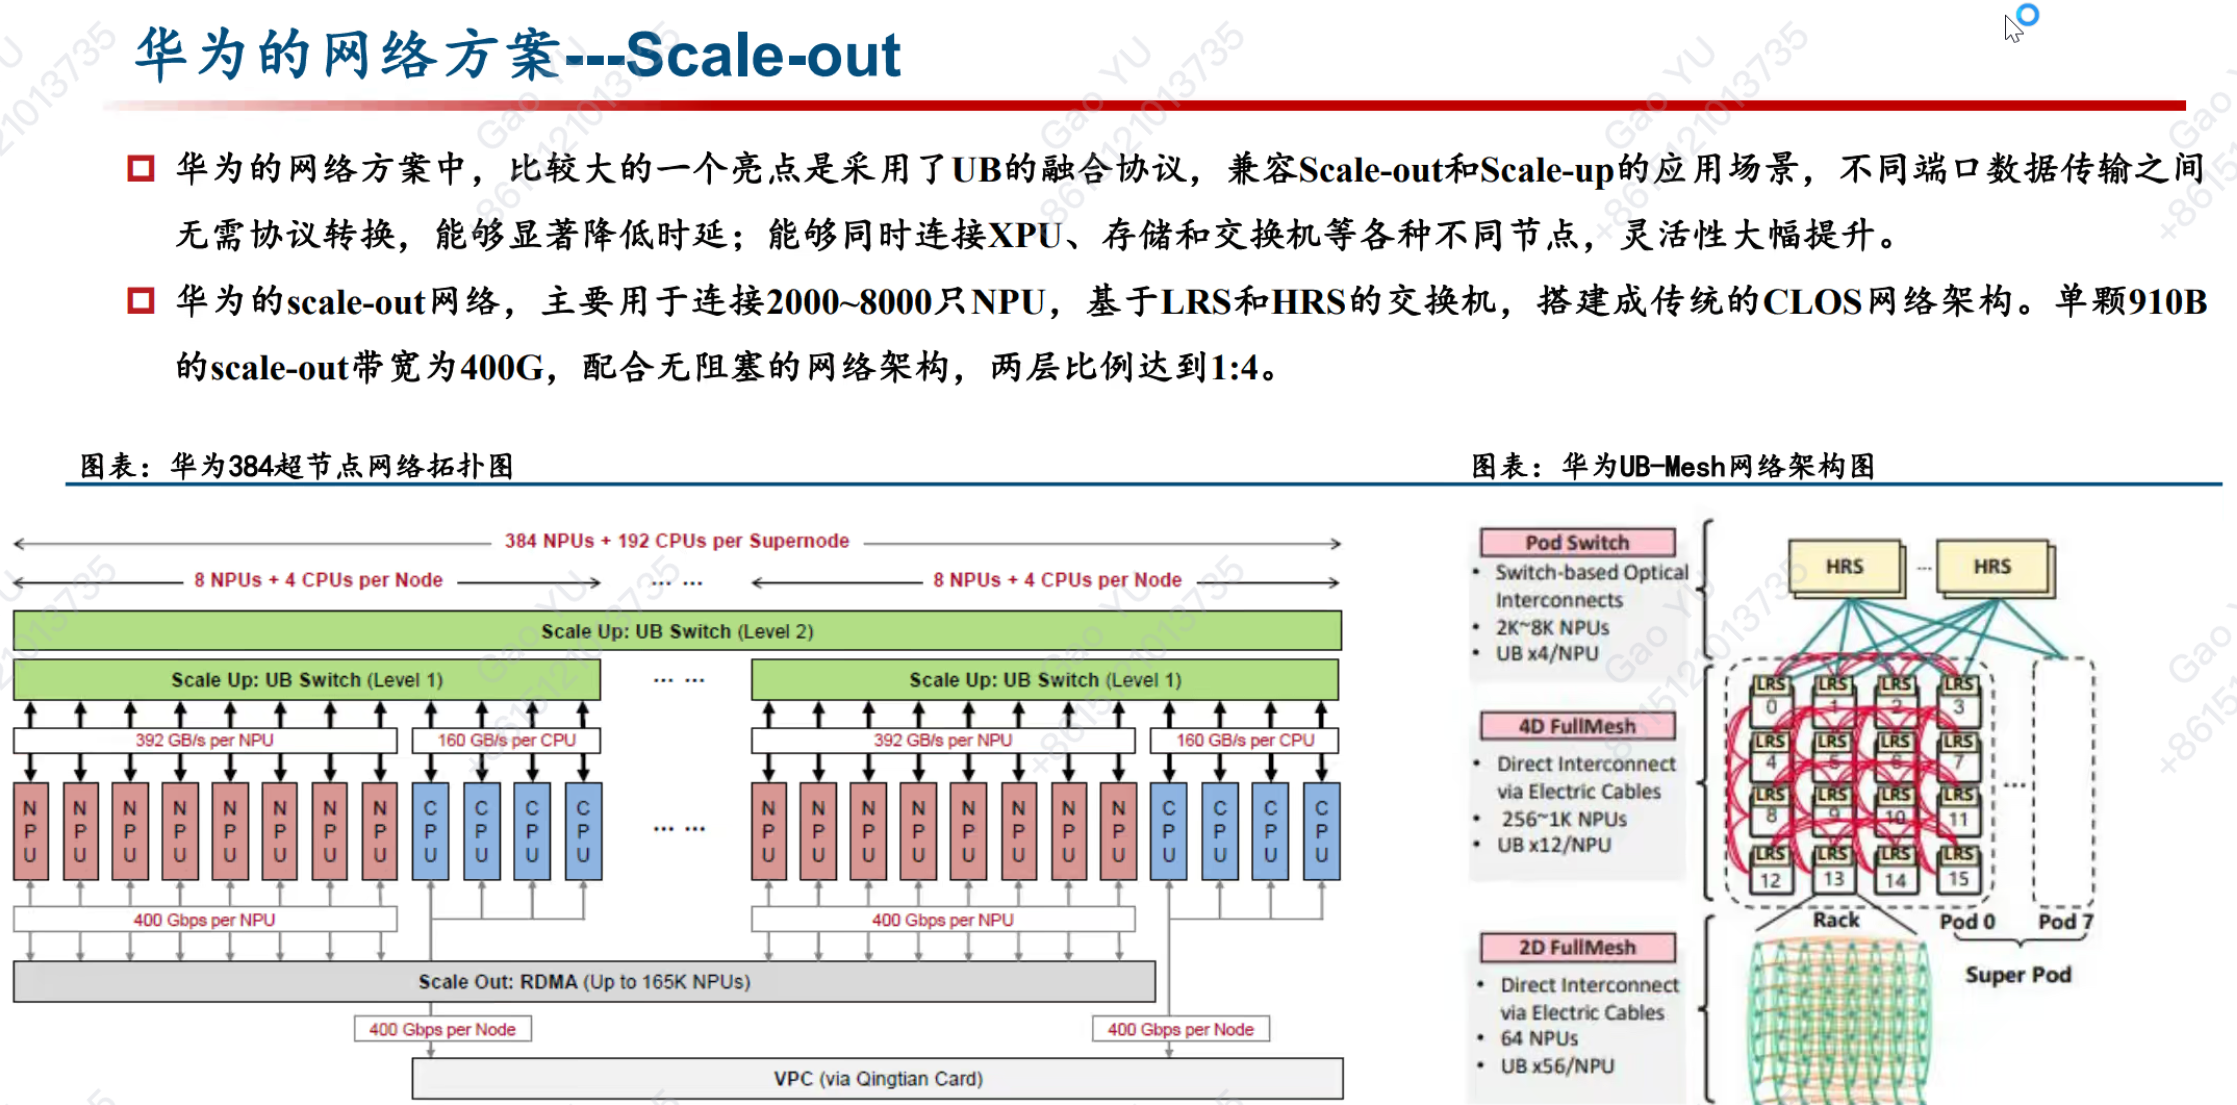 华为的网络方案---Scale-out
华为的网络方案中，比较大的一个亮点是采用了UB的融合协议，兼容Scale-out和Scale-up的应用场景，不同端口数据传输之间
无需协议转换，能够显著降低时延；能够同时连接XPU、存储和交换机等各种不同节点，灵活性大幅提升。
华为的scale-out网络，主要用于连接2000~8000只NPU，基于LRS和HRS的交换机，搭建成传统的CLOS网络架构。单颗910B
的scale-out带宽为400G，配合无阻塞的网络架构，两层比例达到1:4。
图表：华为384超节点网络拓扑图
384 NPUs + 192 CPUs per Supernode
8 NPUs + 4 CPUs per Node
... ...
8 NPUs + 4 CPUs per Node
Scale Up: UB Switch (Level 2)
Scale Up: UB Switch (Level 1)
... ...
Scale Up: UB Switch (Level 1)
392 GB/s per NPU
160 GB/s per CPU
392 GB/s per NPU
160 GB/s per CPU
NPU
NPU
NPU
NPU
NPU
NPU
NPU
NPU
CPU
CPU
CPU
CPU
... ...
NPU
NPU
NPU
NPU
NPU
NPU
NPU
NPU
CPU
CPU
CPU
CPU
400 Gbps per NPU
400 Gbps per NPU
Scale Out: RDMA (Up to 165K NPUs)
400 Gbps per Node
400 Gbps per Node
VPC (via Qingtian Card)
图表：华为UB-Mesh网络架构图
Pod Switch
• Switch-based Optical
Interconnects
• 2K~8K NPUs
• UB x4/NPU
4D FullMesh
• Direct Interconnect
via Electric Cables
• 256~1K NPUs
• UB x12/NPU
2D FullMesh
• Direct Interconnect
via Electric Cables
• 64 NPUs
• UB x56/NPU
HRS
...
HRS
LRS
0
LRS
1
LRS
2
LRS
3
LRS
4
LRS
5
LRS
6
LRS
7
LRS
8
LRS
9
LRS
10
LRS
11
LRS
12
LRS
13
LRS
14
LRS
15
...
Rack
Pod 0
Pod 7
Super Pod
Gao YU
+8615121013735